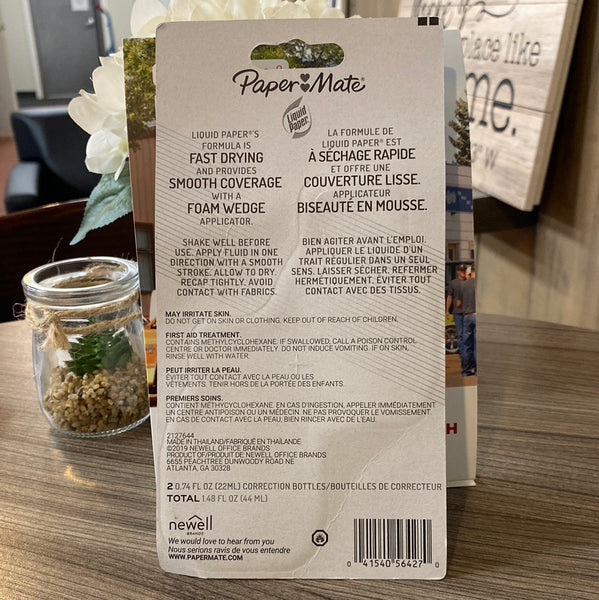 Paper Mate®
Liquid Paper®
LIQUID PAPER®'S
FORMULA IS
FAST DRYING
AND PROVIDES
SMOOTH COVERAGE
WITH A
FOAM WEDGE
APPLICATOR.
SHAKE WELL BEFORE
USE. APPLY FLUID IN ONE
DIRECTION WITH A SMOOTH
STROKE. ALLOW TO DRY.
RECAP TIGHTLY. AVOID
CONTACT WITH FABRICS.
LA FORMULE DE
LIQUID PAPER® EST
À SÉCHAGE RAPIDE
ET OFFRE UNE
COUVERTURE LISSE.
APPLICATEUR
BISEAUTÉ EN MOUSSE.
BIEN AGITER AVANT L'EMPLOI.
APPLIQUER LE LIQUIDE D'UN
TRAIT RÉGULIER DANS UN SEUL
SENS. LAISSER SÉCHER. REFERMER
HERMÉTIQUEMENT. ÉVITER TOUT
CONTACT AVEC DES TISSUS.
MAY IRRITATE SKIN.
DO NOT GET ON SKIN OR CLOTHING. KEEP OUT OF REACH OF CHILDREN.
FIRST AID TREATMENT.
CONTAINS METHYLCYCLOHEXANE. IF SWALLOWED, CALL A POISON CONTROL
CENTRE OR DOCTOR IMMEDIATELY. DO NOT INDUCE VOMITING. IF ON SKIN,
RINSE WELL WITH WATER.
PEUT IRRITER LA PEAU.
ÉVITER TOUT CONTACT AVEC LA PEAU OU LES
VÊTEMENTS. TENIR HORS DE LA PORTÉE DES ENFANTS.
PREMIERS SOINS.
CONTIENT MÉTHYLCYCLOHEXANE. EN CAS D'INGESTION, APPELER IMMÉDIATEMENT
UN CENTRE ANTIPOISON OU UN MÉDECIN. NE PAS PROVOQUER LE VOMISSEMENT.
EN CAS DE CONTACT AVEC LA PEAU, BIEN RINCER AVEC DE L'EAU.
2127644
MADE IN THAILAND/FABRIQUÉ EN THAILANDE
©2019 NEWELL OFFICE BRANDS
PRODUCT OF/PRODUIT DE NEWELL OFFICE BRANDS
6655 PEACHTREE DUNWOODY ROAD NE
ATLANTA, GA 30328
2 0.74 FL OZ (22ML) CORRECTION BOTTLES/BOUTEILLES DE CORRECTEUR
TOTAL 1.48 FL OZ (44 ML)
newell
BRANDS
We would love to hear from you
Nous serions ravis de vous entendre
WWW.PAPERMATE.COM
0 41540 56427 0
place like
me.
H